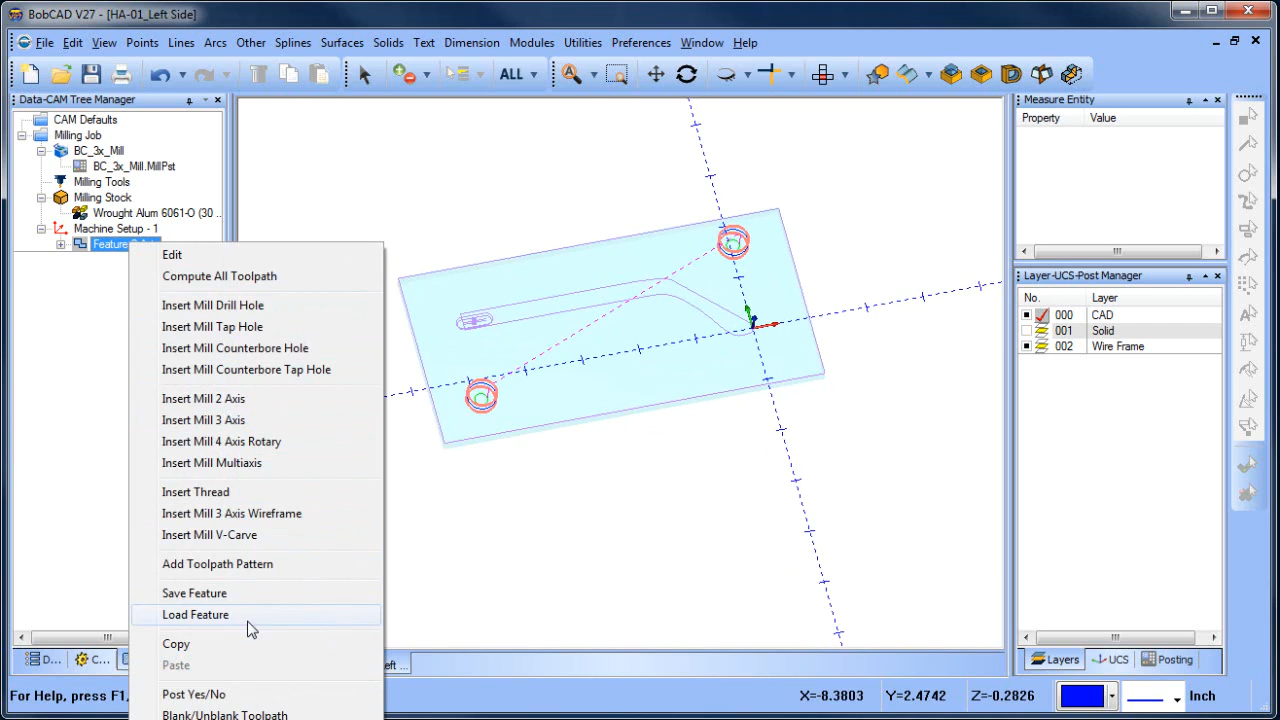 BobCAD V27 - [HA-01_Left Side]
File Edit View Points Lines Arcs Other Splines Surfaces Solids Text Dimension Modules Utilities Preferences Window Help
ALL
Data-CAM Tree Manager
CAM Defaults
Milling Job
BC_3x_Mill
BC_3x_Mill.MillPst
Milling Tools
Milling Stock
Wrought Alum 6061-O (30 ...
Machine Setup - 1
Feature
Edit
Compute All Toolpath
Insert Mill Drill Hole
Insert Mill Tap Hole
Insert Mill Counterbore Hole
Insert Mill Counterbore Tap Hole
Insert Mill 2 Axis
Insert Mill 3 Axis
Insert Mill 4 Axis Rotary
Insert Mill Multiaxis
Insert Thread
Insert Mill 3 Axis Wireframe
Insert Mill V-Carve
Add Toolpath Pattern
Save Feature
Load Feature
Copy
Paste
Post Yes/No
Blank/Unblank Toolpath
D... C...
eft ...
Measure Entity
Property Value
Layer-UCS-Post Manager
No. Layer
000 CAD
001 Solid
002 Wire Frame
Layers UCS Posting
For Help, press F1,
X=-8.3803 Y=2.4742 Z=-0.2826 Inch